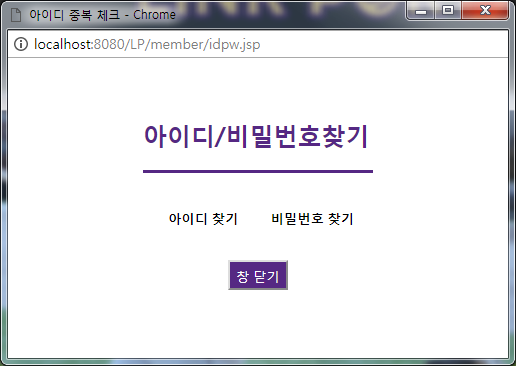 아이디 중복 체크 - Chrome
localhost:8080/LP/member/idpw.jsp
아이디/비밀번호찾기
아이디 찾기 비밀번호 찾기
창 닫기